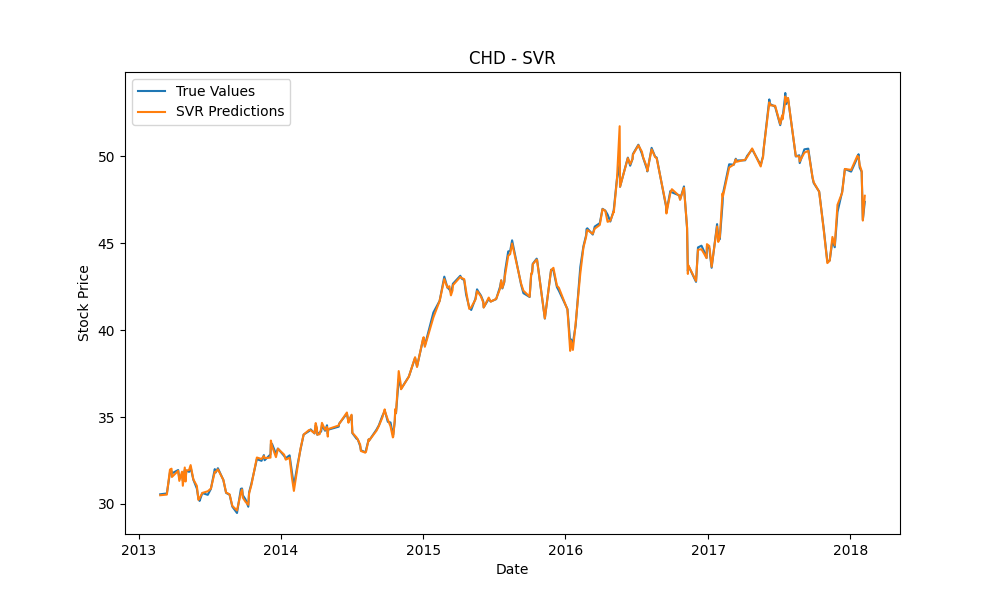 CHD - SVR
True Values
SVR Predictions
Stock Price
50
45
40
35
30
2013 2014 2015 2016 2017 2018
Date